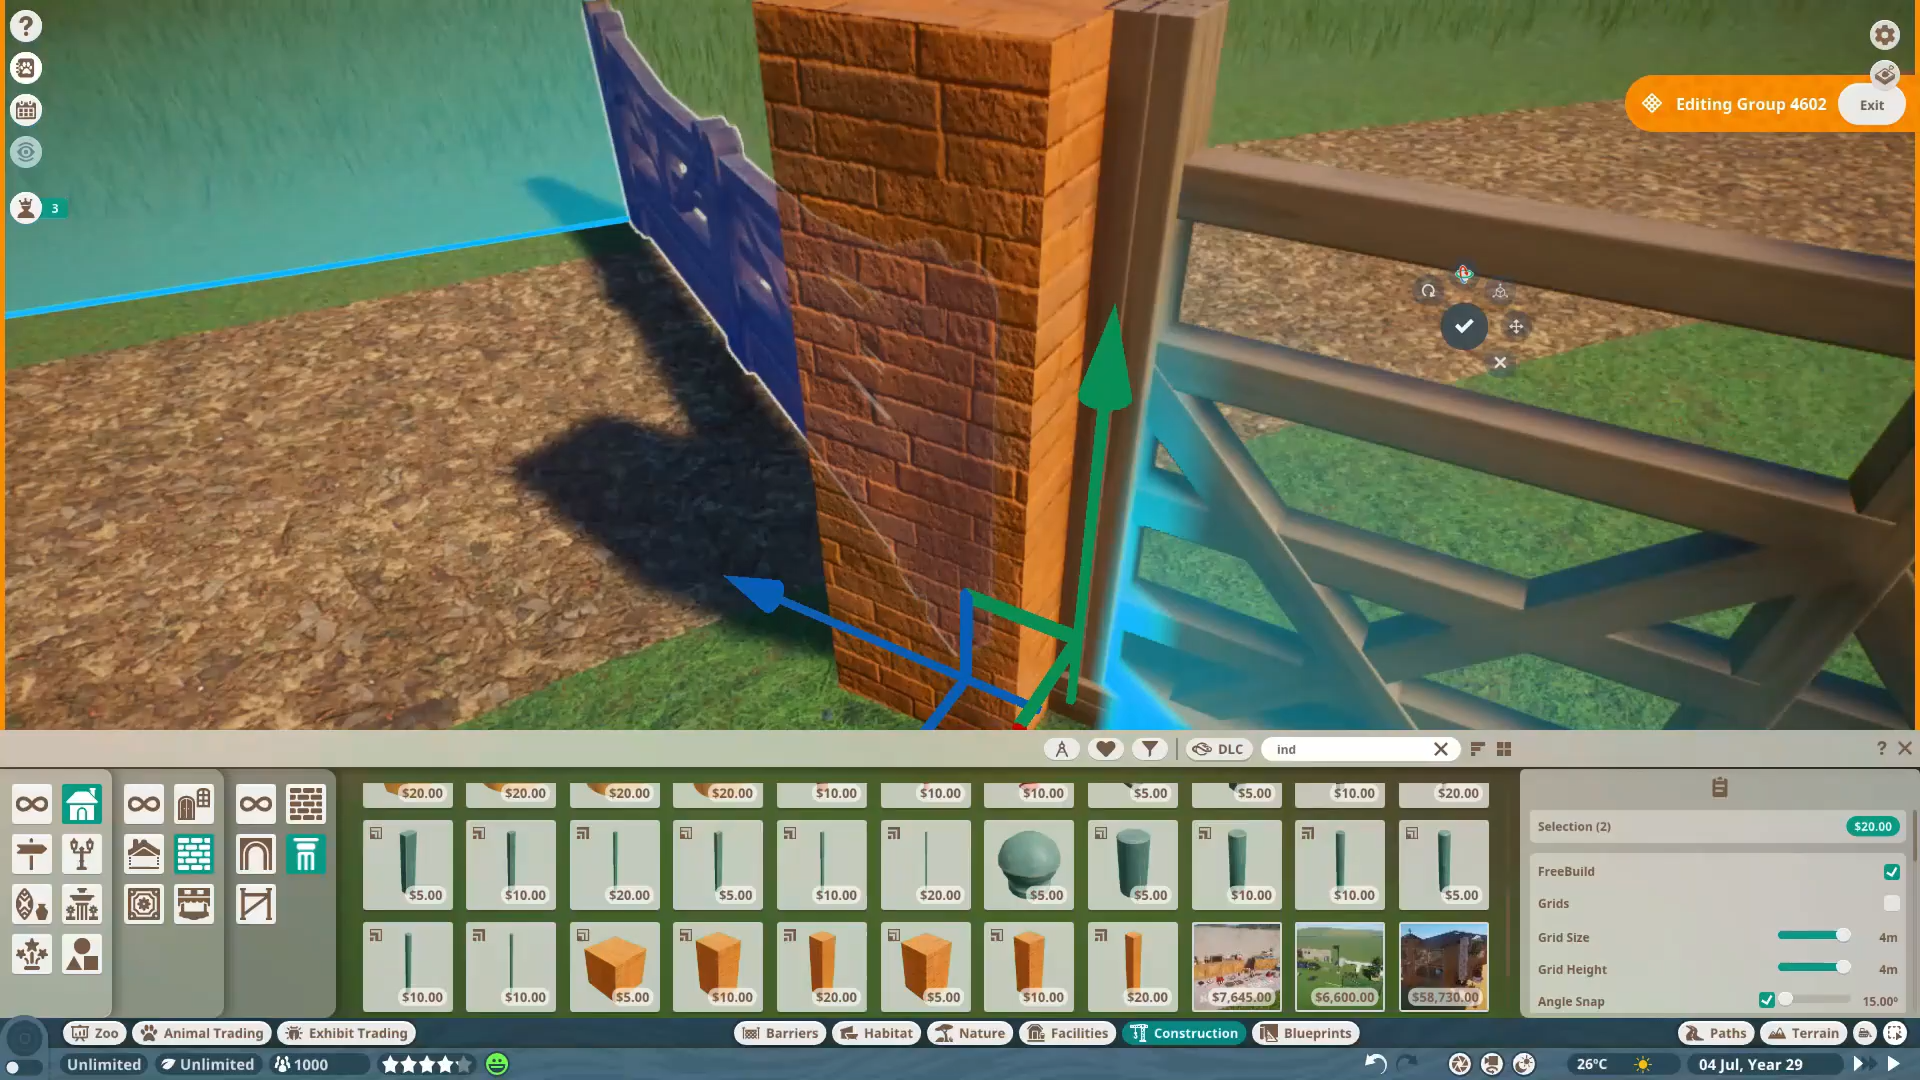 ?
Editing Group 4602
Exit
3
DLC
ind
?
$20.00 $20.00 $20.00 $20.00 $10.00 $10.00 $10.00 $5.00 $5.00 $10.00 $20.00
$5.00 $10.00 $20.00 $5.00 $10.00 $20.00 $5.00 $5.00 $10.00 $10.00 $5.00
$10.00 $10.00 $5.00 $10.00 $20.00 $5.00 $10.00 $20.00 $7,645.00 $6,600.00 $58,730.00
Selection (2)
$20.00
FreeBuild
Grids
Grid Size
4m
Grid Height
4m
Angle Snap
15.00°
Zoo
Animal Trading
Exhibit Trading
Barriers
Habitat
Nature
Facilities
Construction
Blueprints
Paths
Terrain
Unlimited
Unlimited
1000
26°C
04 Jul, Year 29